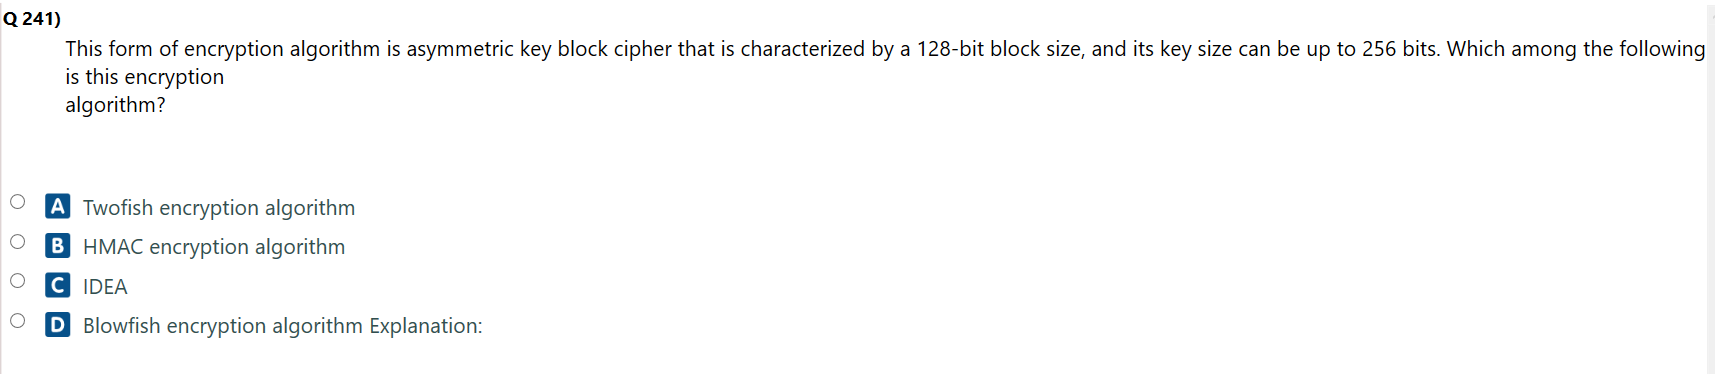 Q 241)
This form of encryption algorithm is asymmetric key block cipher that is characterized by a 128-bit block size, and its key size can be up to 256 bits. Which among the following
is this encryption
algorithm?
A Twofish encryption algorithm
B HMAC encryption algorithm
C IDEA
D Blowfish encryption algorithm Explanation: